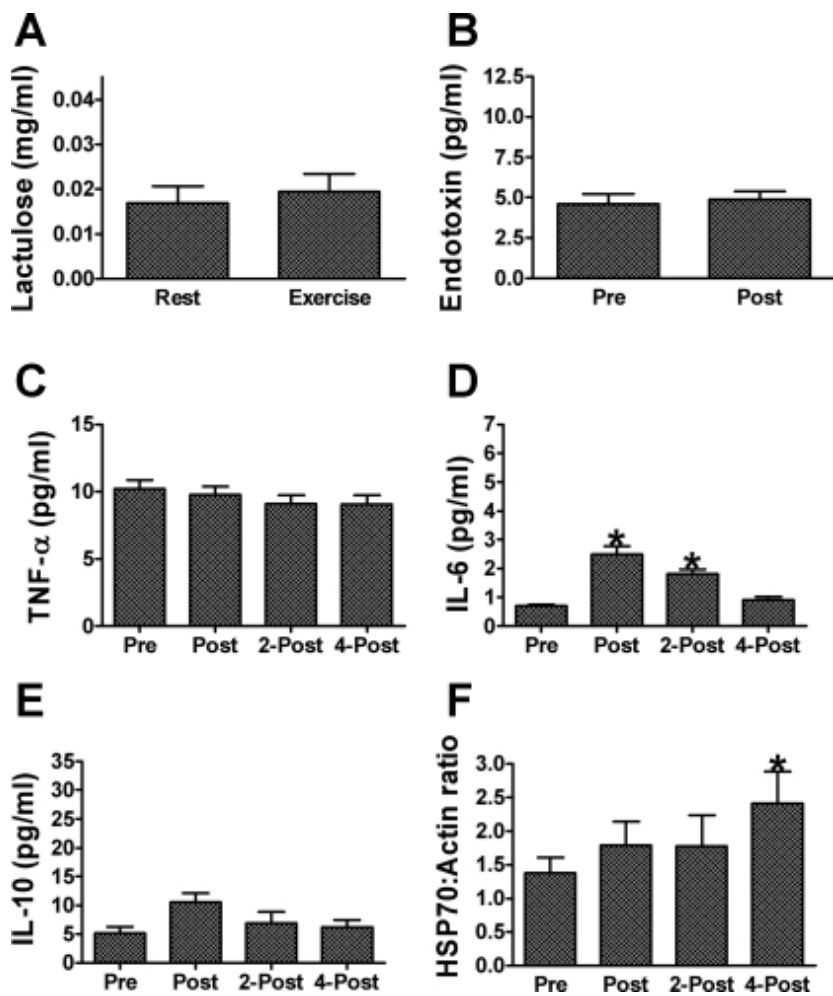 A
Lactulose (mg/ml)
0.04
0.03
0.02
0.01
0.00
Rest Exercise
B
Endotoxin (pg/ml)
12.5
10.0
7.5
5.0
2.5
0.0
Pre Post
C
TNF-α (pg/ml)
15
10
5
0
Pre Post 2-Post 4-Post
D
IL-6 (pg/ml)
7
6
5
4
3
2
1
0
* *
Pre Post 2-Post 4-Post
E
IL-10 (pg/ml)
35
30
25
20
15
10
5
0
Pre Post 2-Post 4-Post
F
HSP70:Actin ratio
3.0
2.5
2.0
1.5
1.0
0.5
0.0
*
Pre Post 2-Post 4-Post